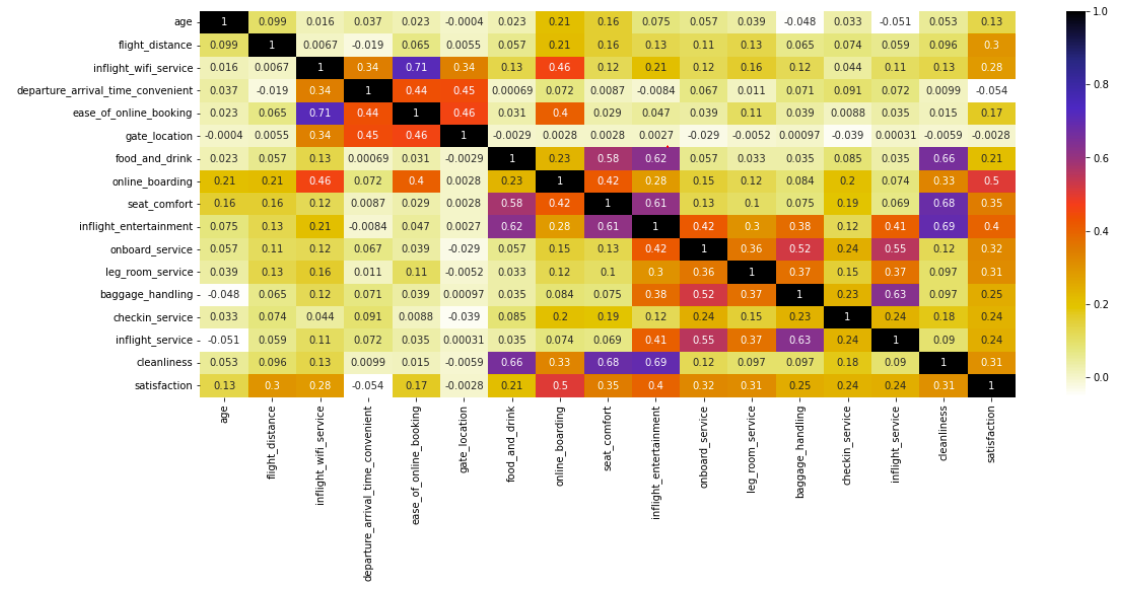 age 1 0.099 0.016 0.037 0.023 -0.0004 0.023 0.21 0.16 0.075 0.057 0.039 -0.048 0.033 -0.051 0.053 0.13
flight_distance 0.099 1 0.0067 -0.019 0.065 0.0055 0.057 0.21 0.16 0.13 0.11 0.13 0.065 0.074 0.059 0.096 0.3
inflight_wifi_service 0.016 0.0067 1 0.34 0.71 0.34 0.13 0.46 0.12 0.21 0.12 0.16 0.12 0.044 0.11 0.13 0.28
departure_arrival_time_convenient 0.037 -0.019 0.34 1 0.44 0.45 0.00069 0.072 0.0087 -0.0084 0.067 0.011 0.071 0.091 0.072 0.0099 -0.054
ease_of_online_booking 0.023 0.065 0.71 0.44 1 0.46 0.031 0.4 0.029 0.047 0.039 0.11 0.039 0.0088 0.035 0.015 0.17
gate_location -0.0004 0.0055 0.34 0.45 0.46 1 -0.0029 0.0028 0.0028 0.0027 -0.029 -0.0052 0.00097 -0.039 0.00031 -0.0059 -0.0028
food_and_drink 0.023 0.057 0.13 0.00069 0.031 -0.0029 1 0.23 0.58 0.62 0.057 0.033 0.035 0.085 0.035 0.66 0.21
online_boarding 0.21 0.21 0.46 0.072 0.4 0.0028 0.23 1 0.42 0.28 0.15 0.12 0.084 0.2 0.074 0.33 0.5
seat_comfort 0.16 0.16 0.12 0.0087 0.029 0.0028 0.58 0.42 1 0.61 0.13 0.1 0.075 0.19 0.069 0.68 0.35
inflight_entertainment 0.075 0.13 0.21 -0.0084 0.047 0.0027 0.62 0.28 0.61 1 0.42 0.3 0.38 0.12 0.41 0.69 0.4
onboard_service 0.057 0.11 0.12 0.067 0.039 -0.029 0.057 0.15 0.13 0.42 1 0.36 0.52 0.24 0.55 0.12 0.32
leg_room_service 0.039 0.13 0.16 0.011 0.11 -0.0052 0.033 0.12 0.1 0.3 0.36 1 0.37 0.15 0.37 0.097 0.31
baggage_handling -0.048 0.065 0.12 0.071 0.039 0.00097 0.035 0.084 0.075 0.38 0.52 0.37 1 0.23 0.63 0.097 0.25
checkin_service 0.033 0.074 0.044 0.091 0.0088 -0.039 0.085 0.2 0.19 0.12 0.24 0.15 0.23 1 0.24 0.18 0.24
inflight_service -0.051 0.059 0.11 0.072 0.035 0.00031 0.035 0.074 0.069 0.41 0.55 0.37 0.63 0.24 1 0.09 0.24
cleanliness 0.053 0.096 0.13 0.0099 0.015 -0.0059 0.66 0.33 0.68 0.69 0.12 0.097 0.097 0.18 0.09 1 0.31
satisfaction 0.13 0.3 0.28 -0.054 0.17 -0.0028 0.21 0.5 0.35 0.4 0.32 0.31 0.25 0.24 0.24 0.31 1
age
flight_distance
inflight_wifi_service
departure_arrival_time_convenient
ease_of_online_booking
gate_location
food_and_drink
online_boarding
seat_comfort
inflight_entertainment
onboard_service
leg_room_service
baggage_handling
checkin_service
inflight_service
cleanliness
satisfaction
1.0
0.8
0.6
0.4
0.2
0.0